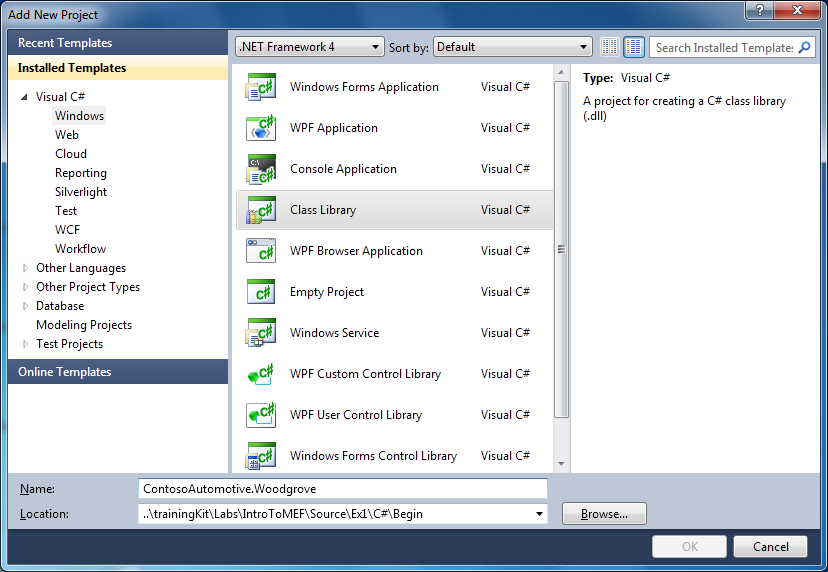 Add New Project
Recent Templates
Installed Templates
Visual C#
Windows
Web
Cloud
Reporting
Silverlight
Test
WCF
Workflow
Other Languages
Other Project Types
Database
Modeling Projects
Test Projects
Online Templates
.NET Framework 4
Sort by:
Default
Search Installed Templates
Windows Forms Application Visual C#
WPF Application Visual C#
Console Application Visual C#
Class Library Visual C#
WPF Browser Application Visual C#
Empty Project Visual C#
Windows Service Visual C#
WPF Custom Control Library Visual C#
WPF User Control Library Visual C#
Windows Forms Control Library Visual C#
Type: Visual C#
A project for creating a C# class library
(.dll)
Name: ContosoAutomotive.Woodgrove
Location: ..\trainingKit\Labs\IntroToMEF\Source\Ex1\C#\Begin
Browse...
OK
Cancel